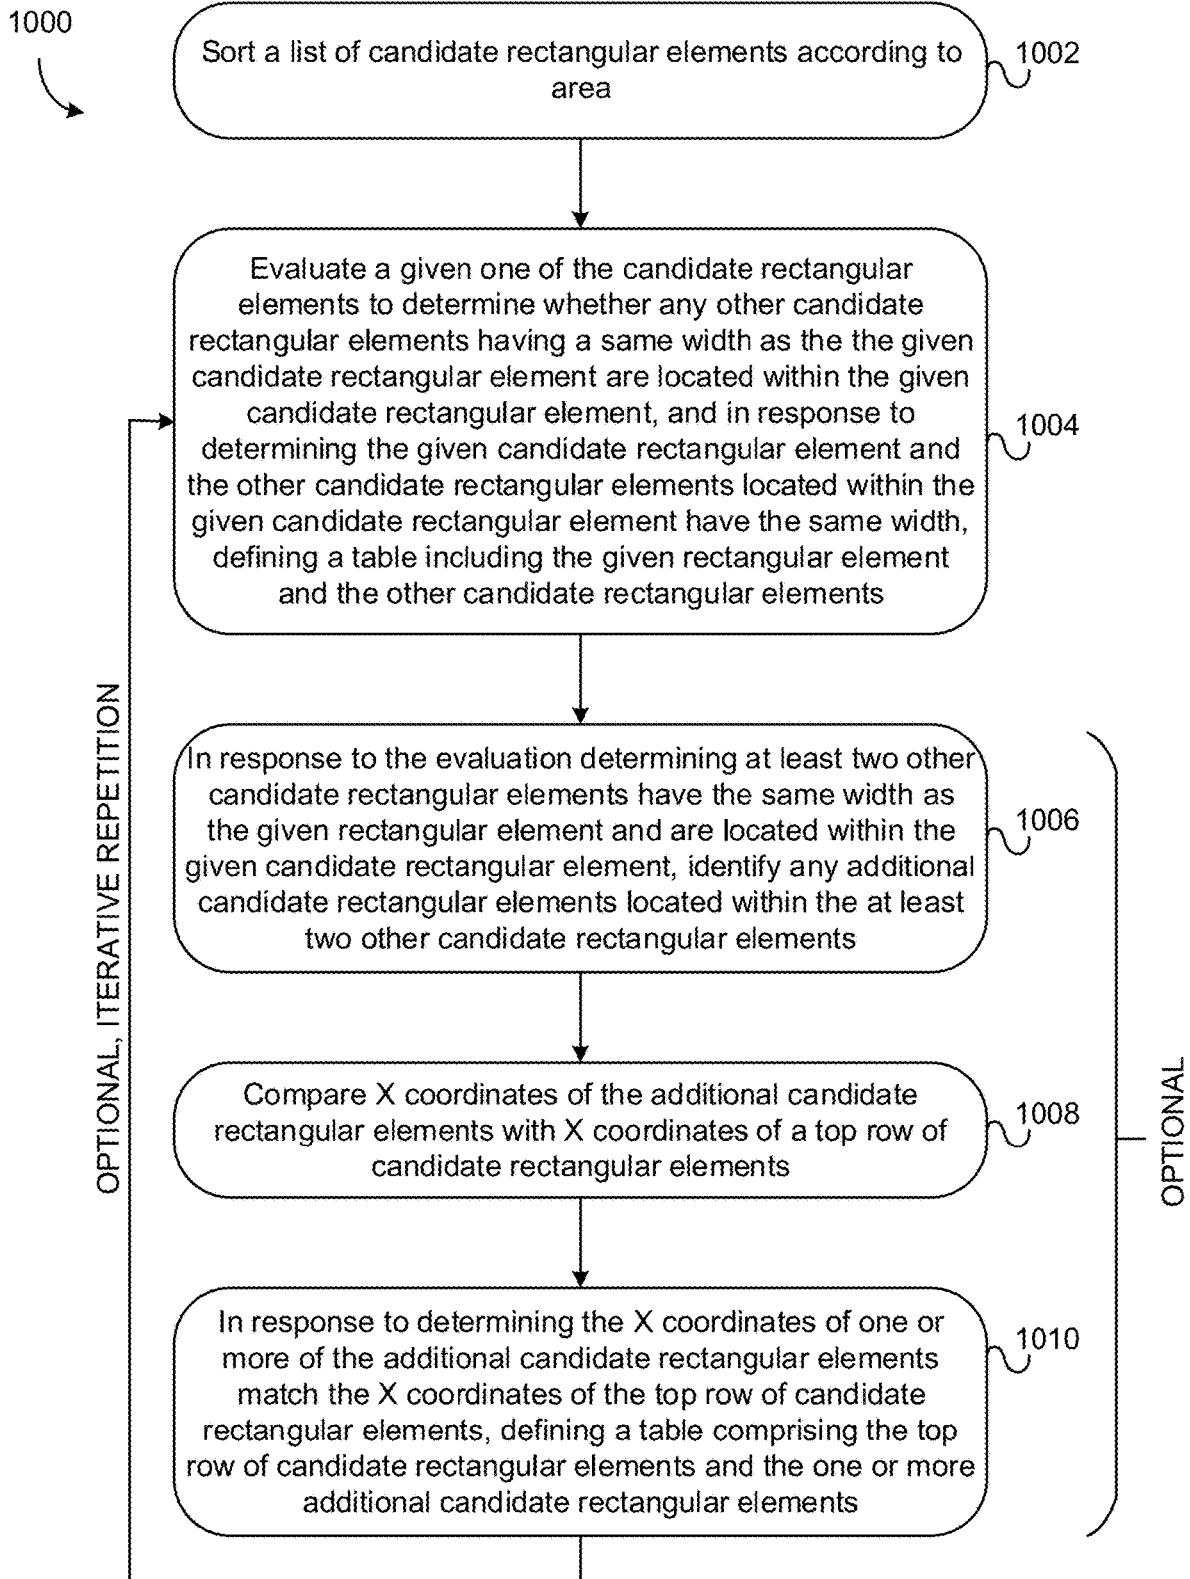 1000
Sort a list of candidate rectangular elements according to
area
1002
Evaluate a given one of the candidate rectangular
elements to determine whether any other candidate
rectangular elements having a same width as the the given
candidate rectangular element are located within the given
candidate rectangular element, and in response to
determining the given candidate rectangular element and
the other candidate rectangular elements located within the
given candidate rectangular element have the same width,
defining a table including the given rectangular element
and the other candidate rectangular elements
1004
In response to the evaluation determining at least two other
candidate rectangular elements have the same width as
the given rectangular element and are located within the
given candidate rectangular element, identify any additional
candidate rectangular elements located within the at least
two other candidate rectangular elements
1006
Compare X coordinates of the additional candidate
rectangular elements with X coordinates of a top row of
candidate rectangular elements
1008
In response to determining the X coordinates of one or
more of the additional candidate rectangular elements
match the X coordinates of the top row of candidate
rectangular elements, defining a table comprising the top
row of candidate rectangular elements and the one or more
additional candidate rectangular elements
1010
OPTIONAL, ITERATIVE REPETITION
OPTIONAL